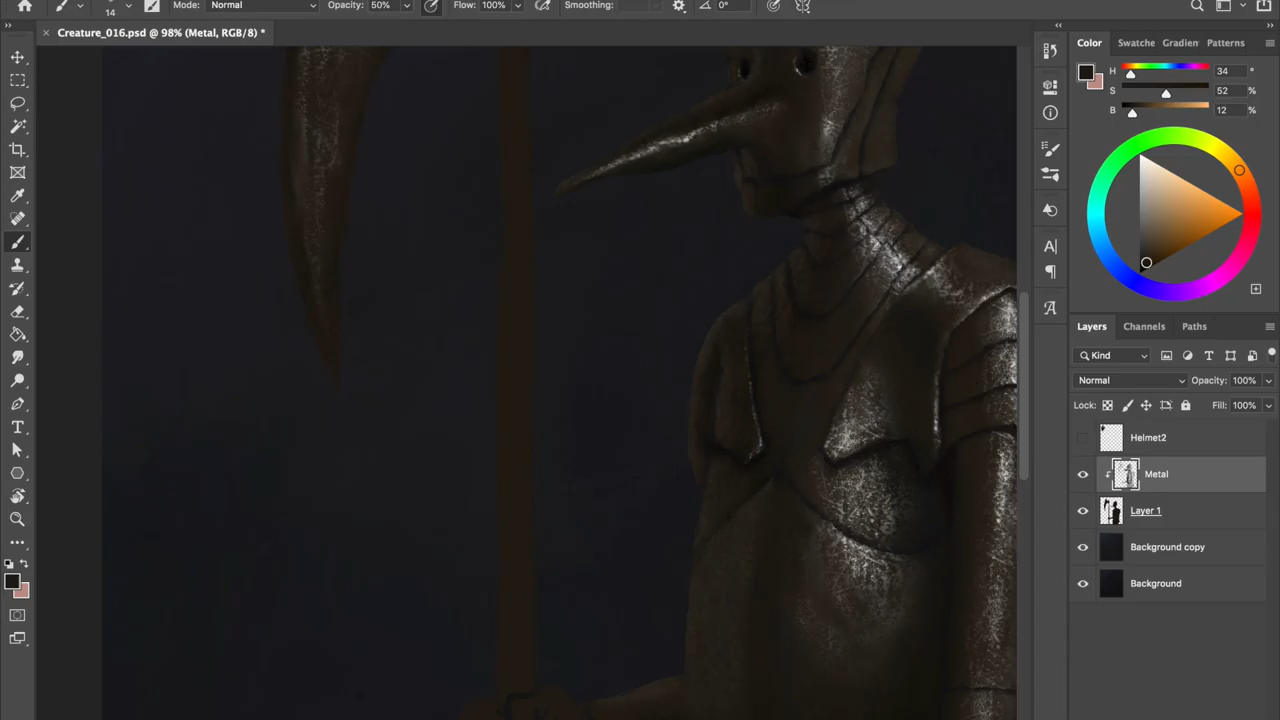 14 Mode: Normal Opacity: 50% Flow: 100% Smoothing: 0°
× Creature_016.psd @ 98% (Metal, RGB/8) *
Color Swatche Gradien Patterns
H 34 °
S 52 %
B 12 %
Layers Channels Paths
Kind
Normal Opacity: 100%
Lock: Fill: 100%
Helmet2
Metal
Layer 1
Background copy
Background